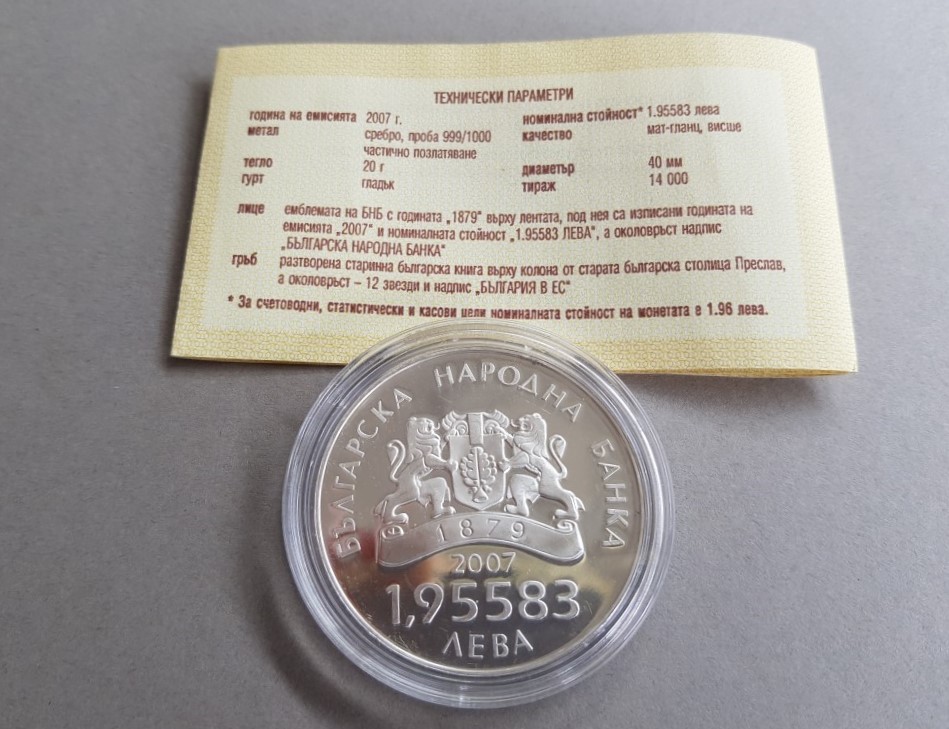 ТЕХНИЧЕСКИ ПАРАМЕТРИ
година на емисията 2007 г. номинална стойност* 1.95583 лева
метал сребро, проба 999/1000 качество мат-гланц, висше
частично позлатяване
тегло 20 г диаметър 40 мм
гурт гладък тираж 14 000
лице емблемата на БНБ с годината „1879“ върху лентата, под нея са изписани годината на
емисията „2007“ и номиналната стойност „1.95583 ЛЕВА“, а околовръст надпис
„БЪЛГАРСКА НАРОДНА БАНКА“
гръб разтворена старинна българска книга върху колона от старата българска столица Преслав,
а околовръст – 12 звезди и надпис „БЪЛГАРИЯ В ЕС“
* За счетоводни, статистически и касови цели номиналната стойност на монетата е 1.96 лева.
БЪЛГАРСКА НАРОДНА БАНКА
1879
2007
1,95583
ЛЕВА